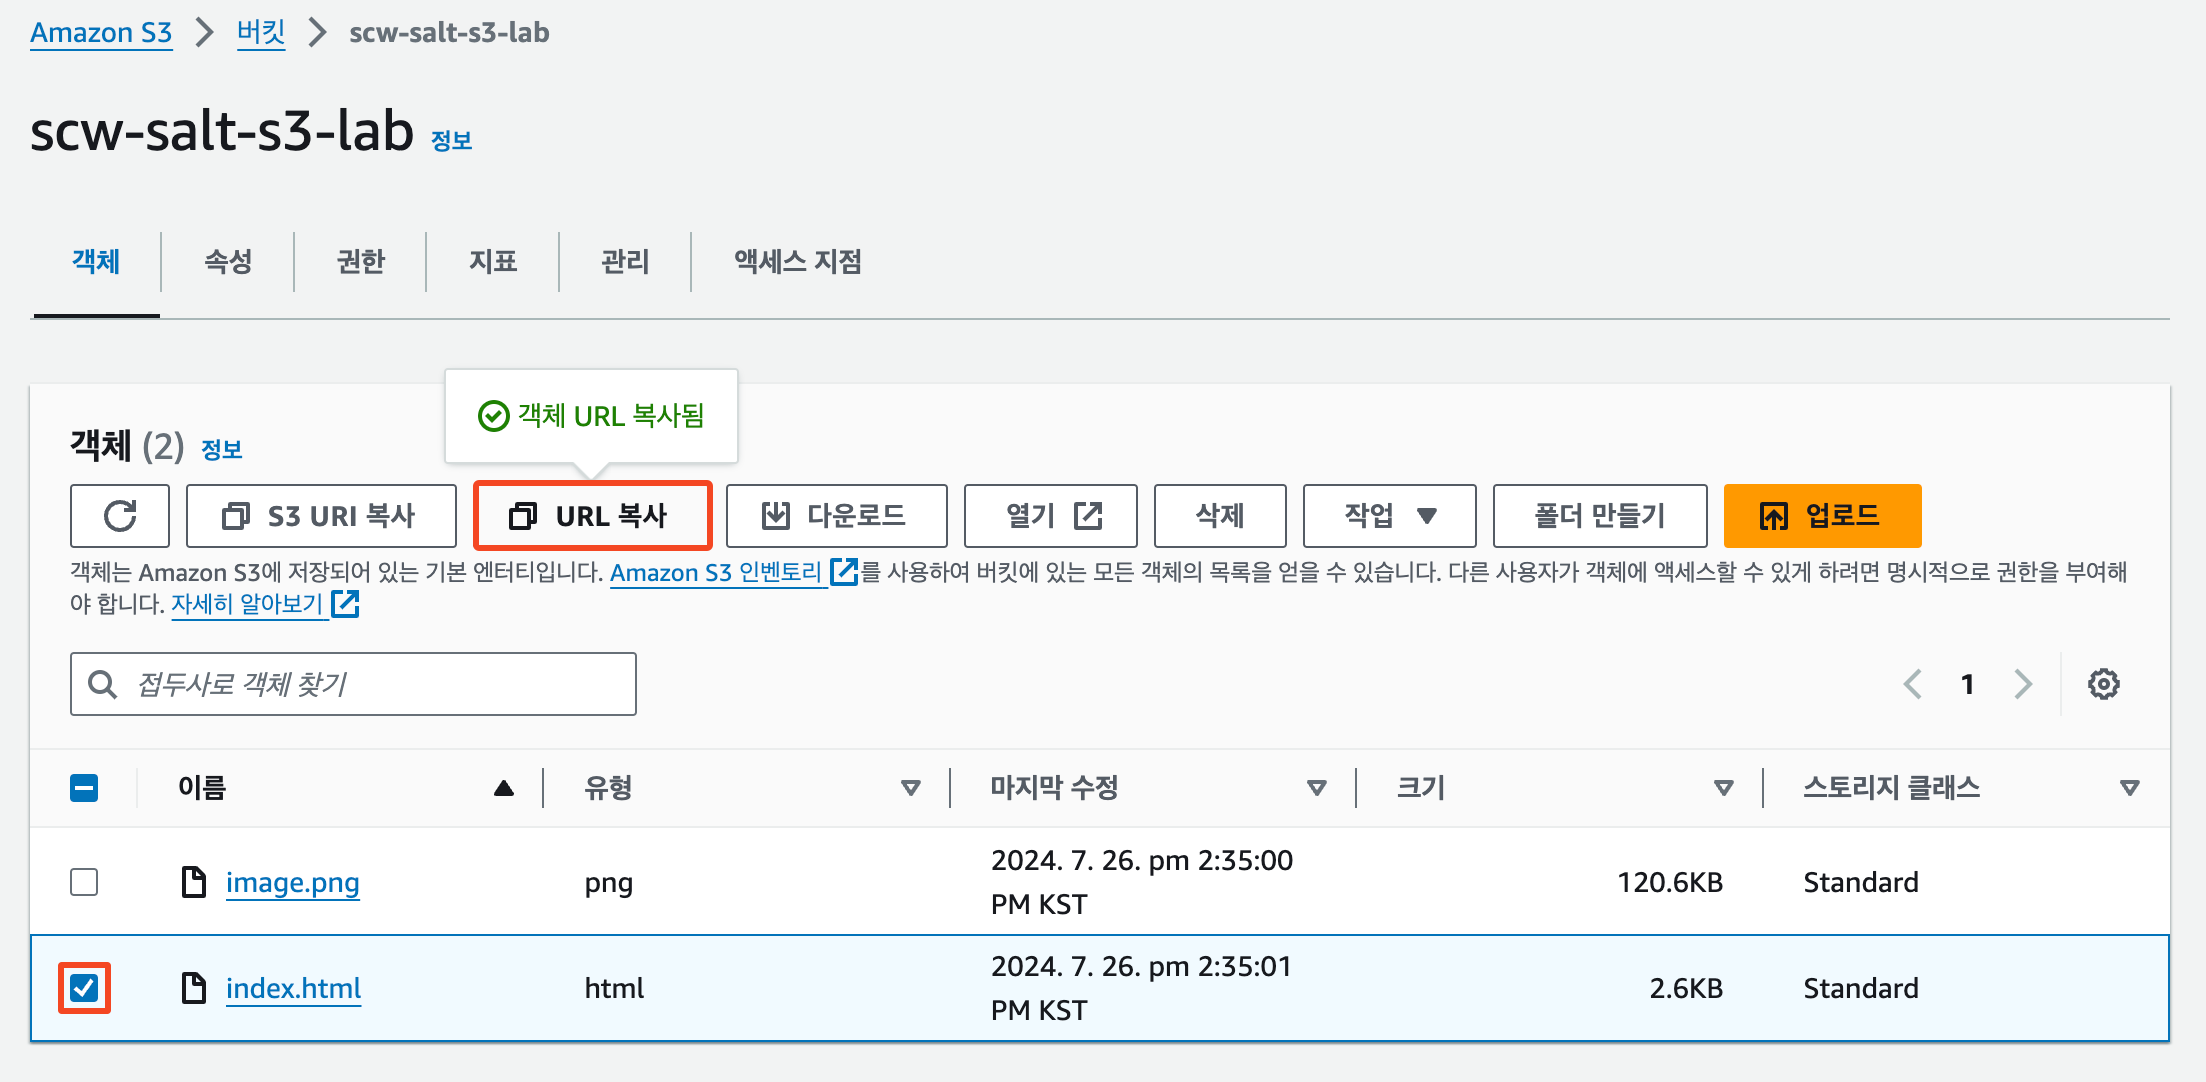 Amazon S3 > 버킷 > scw-salt-s3-lab
scw-salt-s3-lab 정보
객체 속성 권한 지표 관리 액세스 지점
객체 URL 복사됨
객체 (2) 정보
S3 URI 복사 URL 복사 다운로드 열기 삭제 작업 폴더 만들기 업로드
객체는 Amazon S3에 저장되어 있는 기본 엔터티입니다. Amazon S3 인벤토리를 사용하여 버킷에 있는 모든 객체의 목록을 얻을 수 있습니다. 다른 사용자가 객체에 액세스할 수 있게 하려면 명시적으로 권한을 부여해
야 합니다. 자세히 알아보기
접두사로 객체 찾기
1
이름 유형 마지막 수정 크기 스토리지 클래스
image.png png 2024. 7. 26. pm 2:35:00 120.6KB Standard
PM KST
index.html html 2024. 7. 26. pm 2:35:01 2.6KB Standard
PM KST